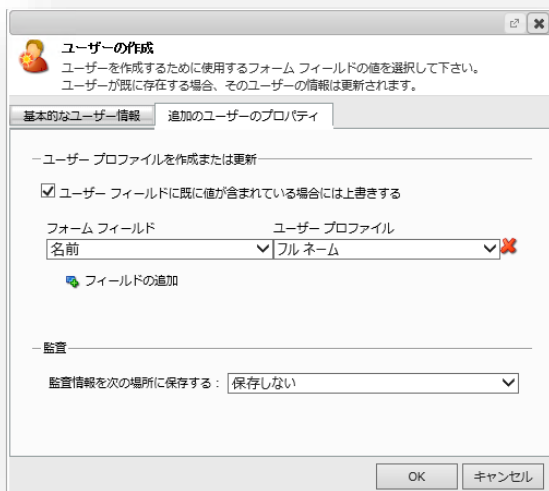 ユーザーの作成
ユーザーを作成するために使用するフォーム フィールドの値を選択して下さい。
ユーザーが既に存在する場合、そのユーザーの情報は更新されます。
基本的なユーザー情報 追加のユーザーのプロパティ
ユーザー プロファイルを作成または更新
ユーザー フィールドに既に値が含まれている場合には上書きする
フォーム フィールド ユーザー プロファイル
名前 フル ネーム
フィールドの追加
監査
監査情報を次の場所に保存する： 保存しない
OK キャンセル